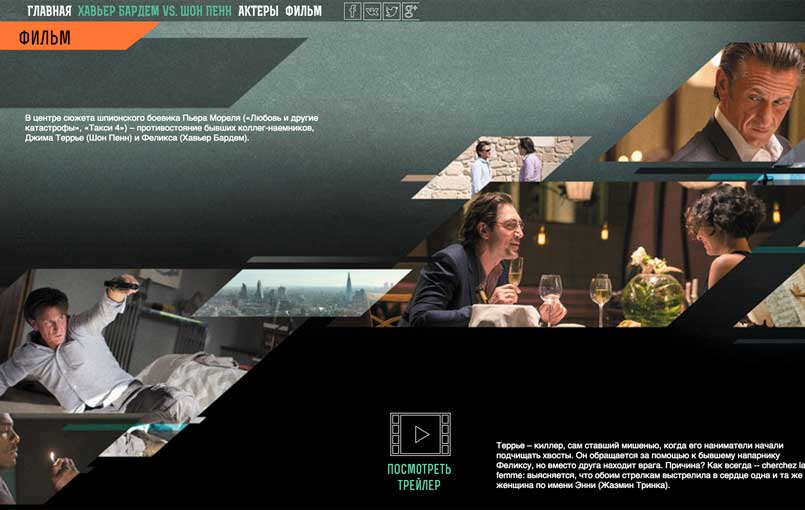 ГЛАВНАЯ ХАВЬЕР БАРДЕМ VS. ШОН ПЕНН АКТЕРЫ ФИЛЬМ
ФИЛЬМ
В центре сюжета шпионского боевика Пьера Мореля («Любовь и другие
катастрофы», «Такси 4») – противостояние бывших коллег-наемников,
Джима Террье (Шон Пенн) и Феликса (Хавьер Бардем).
ПОСМОТРЕТЬ
ТРЕЙЛЕР
Террье – киллер, сам ставший мишенью, когда его наниматели начали
подчищать хвосты. Он обращается за помощью к бывшему напарнику
Феликсу, но вместо друга находит врага. Причина? Как всегда -- cherchez la
femme: выясняется, что обоим стрелкам выстрелила в сердце одна и та же
женщина по имени Энни (Жазмин Тринка).